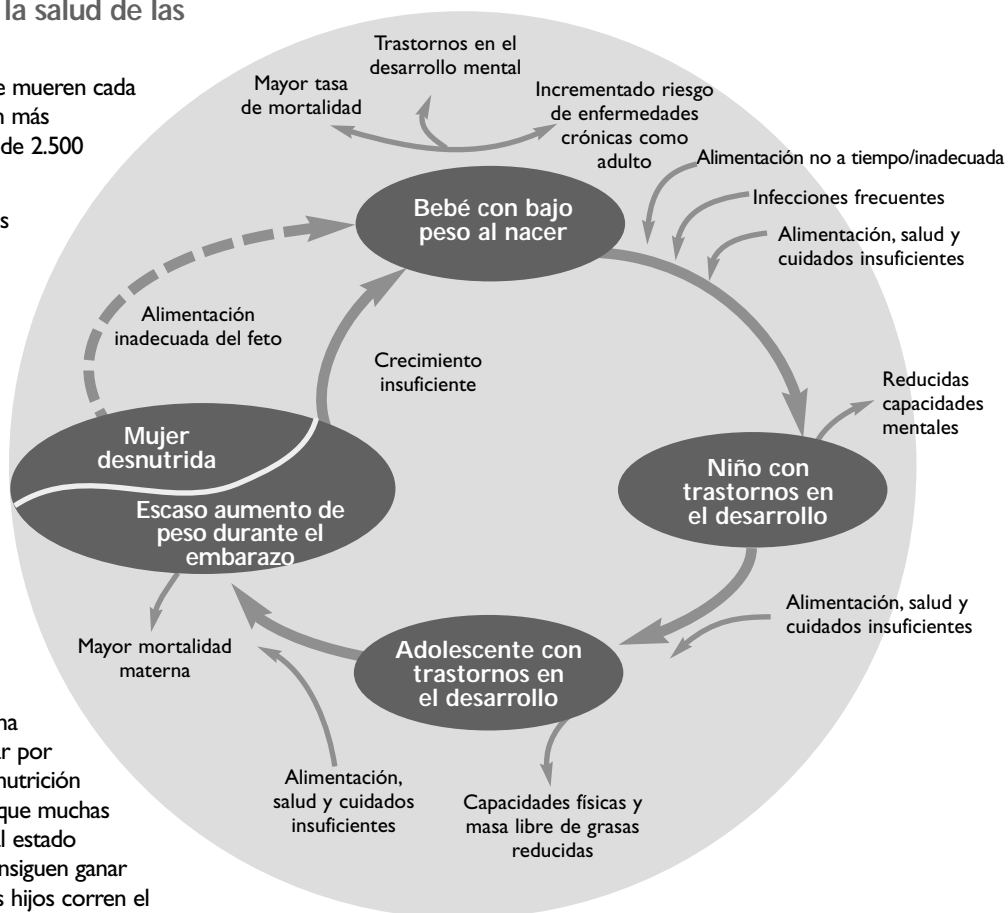 la salud de las
e mueren cada
n más
de 2.500
s
na
ar por
nutrición
que muchas
al estado
nsiguen ganar
s hijos corren el
Trastornos en el
desarrollo mental
Mayor tasa
de mortalidad
Incrementado riesgo
de enfermedades
crónicas como
adulto
Alimentación no a tiempo/inadecuada
Infecciones frecuentes
Alimentación, salud y
cuidados insuficientes
Bebé con bajo
peso al nacer
Alimentación
inadecuada del feto
Crecimiento
insuficiente
Reducidas
capacidades
mentales
Mujer
desnutrida
Escaso aumento de
peso durante el
embarazo
Niño con
trastornos en
el desarrollo
Alimentación, salud y
cuidados insuficientes
Mayor mortalidad
materna
Adolescente con
trastornos en
el desarrollo
Alimentación,
salud y cuidados
insuficientes
Capacidades físicas y
masa libre de grasas
reducidas